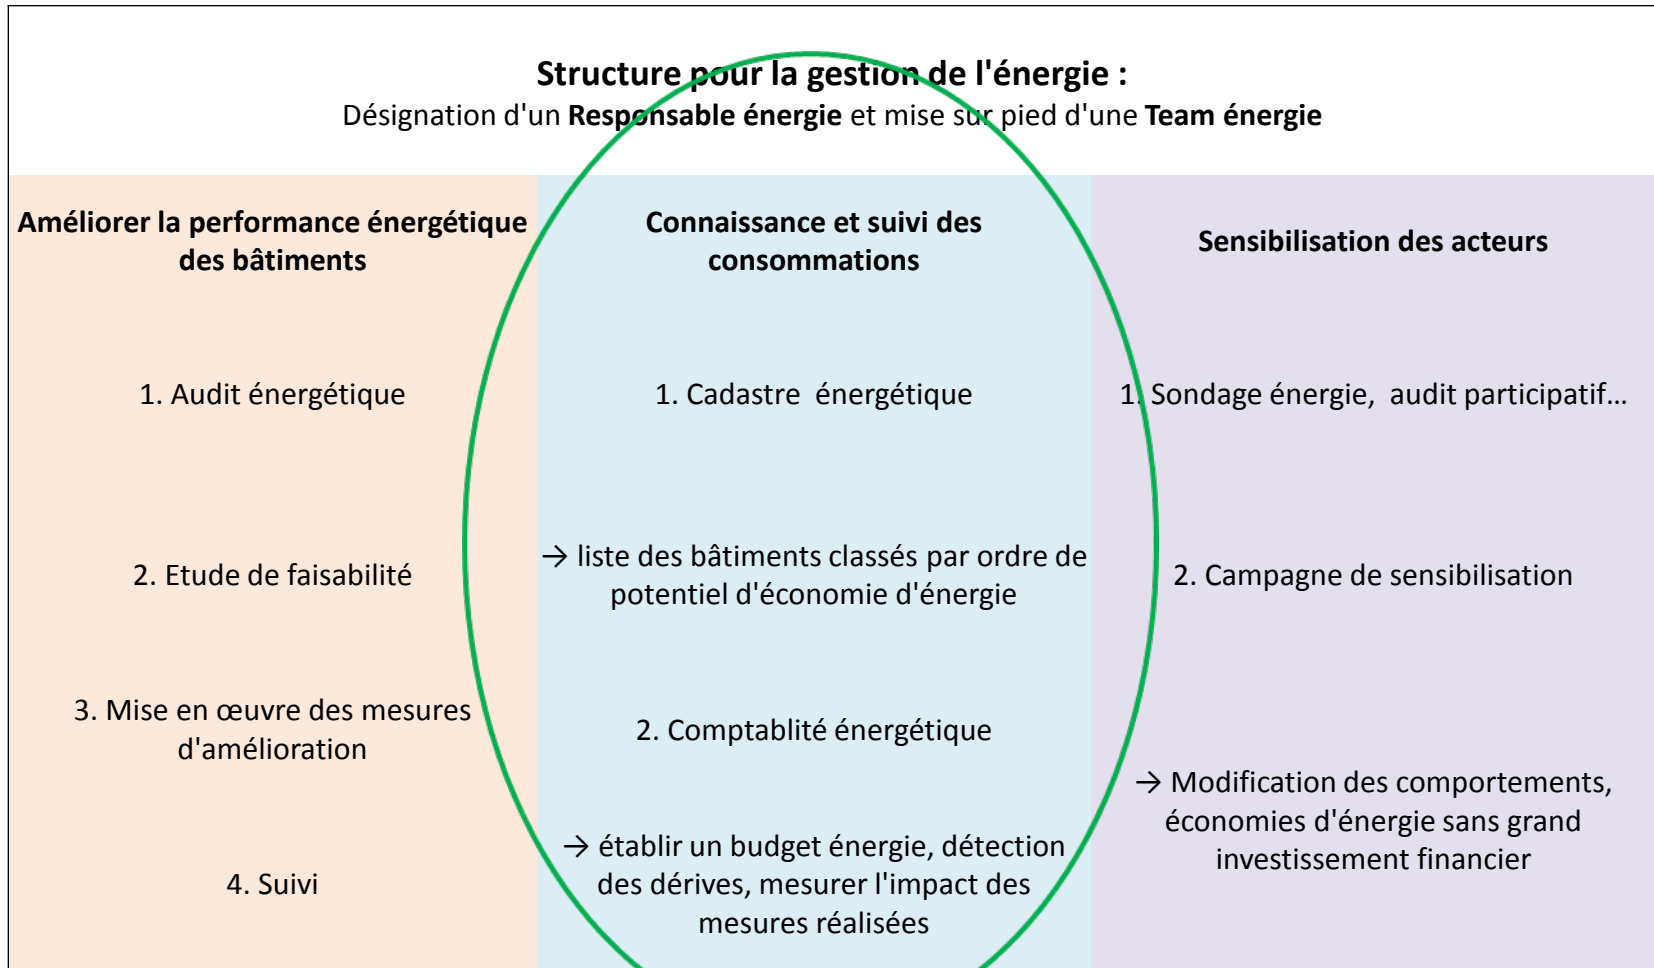 Structure pour la gestion de l'énergie :
Désignation d'un Responsable énergie et mise sur pied d'une Team énergie
Améliorer la performance énergétique
des bâtiments
1. Audit énergétique
2. Etude de faisabilité
3. Mise en œuvre des mesures
d'amélioration
4. Suivi
Connaissance et suivi des
consommations
1. Cadastre  énergétique
→ liste des bâtiments classés par ordre de
potentiel d'économie d'énergie
2. Comptablité énergétique
→ établir un budget énergie, détection
des dérives, mesurer l'impact des
mesures réalisées
Sensibilisation des acteurs
1. Sondage énergie,  audit participatif...
2. Campagne de sensibilisation
→ Modification des comportements,
économies d'énergie sans grand
investissement financier